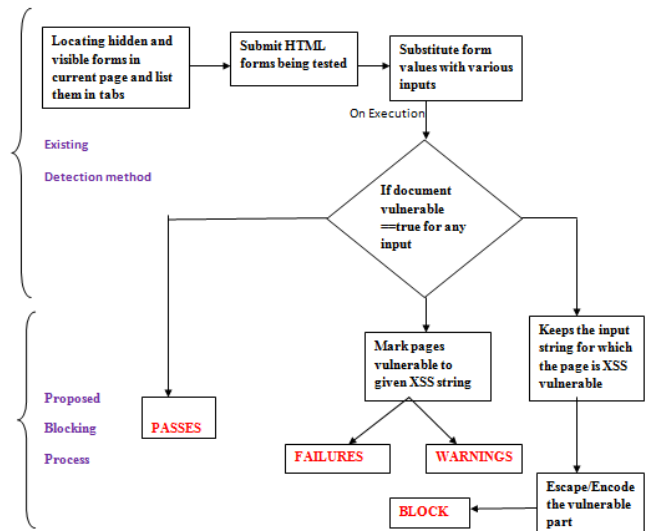 Locating hidden and
visible forms in
current page and list
them in tabs
Submit HTML
forms being tested
Substitute form
values with various
inputs
On Execution
Existing
Detection method
If document
vulnerable
==true for any
input
Mark pages
vulnerable to
given XSS string
Keeps the input
string for which
the page is XSS
vulnerable
Proposed
Blocking
Process
PASSES
FAILURES
WARNINGS
BLOCK
Escape/Encode
the vulnerable
part